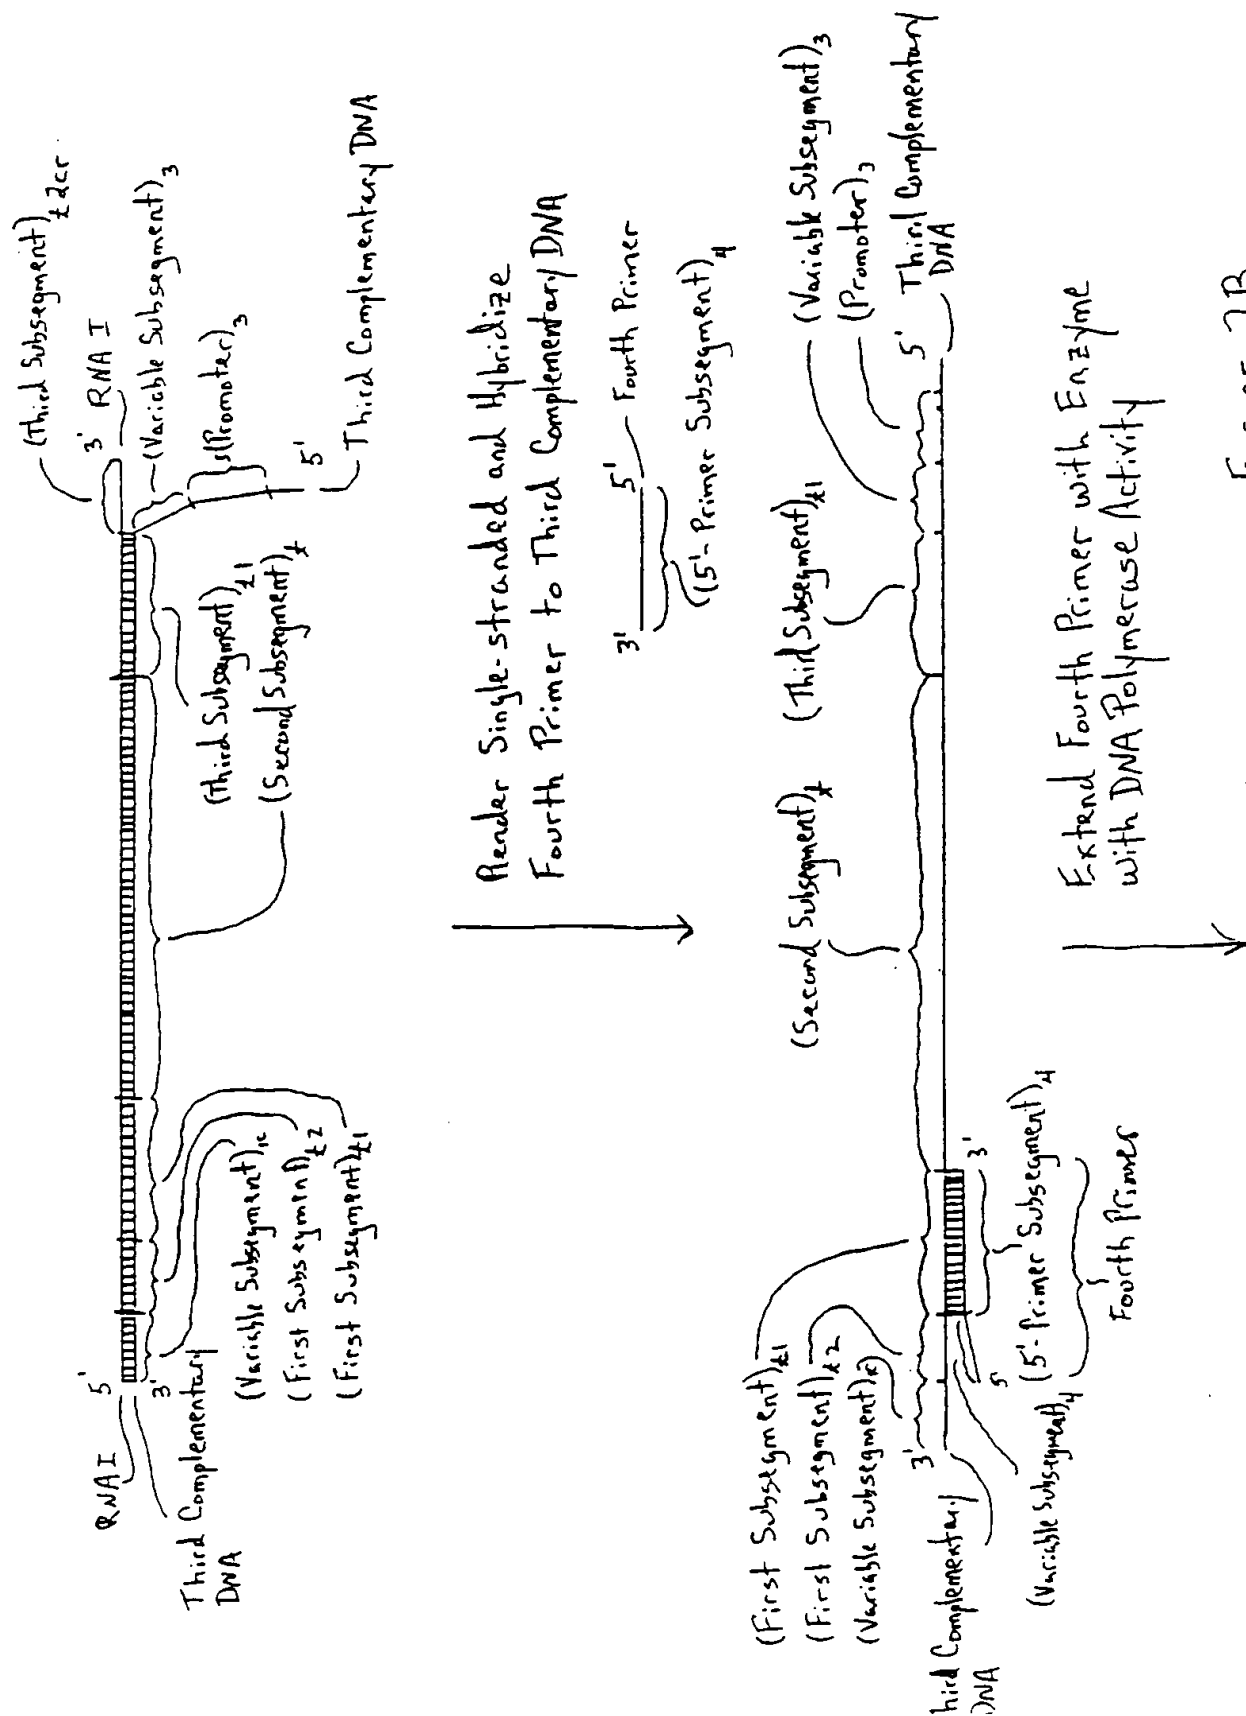 (Third Subsegment)t2cr
3' RNA I
(Variable Subsegment)3
(Promoter)3
5'
Third Complementary DNA
RNA I
5'
3'
Third Complementary
DNA
(Variable Subsegment)1c
(First Subsegment)t2
(First Subsegment)t1
(Third Subsegment)t1
(Second Subsegment)t
Render Single-stranded and Hybridize
Fourth Primer to Third Complementary DNA
3'
5'
Fourth Primer
(5'-Primer Subsegment)4
(First Subsegment)t1
(First Subsegment)t2
(Second Subsegment)t
(Third Subsegment)t1
(Variable Subsegment)3
(Promoter)3
3'
5'
Third Complementary
DNA
hird Complementary
DNA
5'
3'
(Variable Subsegment)4
(5'-Primer Subsegment)4
Fourth Primer
Extend Fourth Primer with Enzyme
with DNA Polymerase Activity